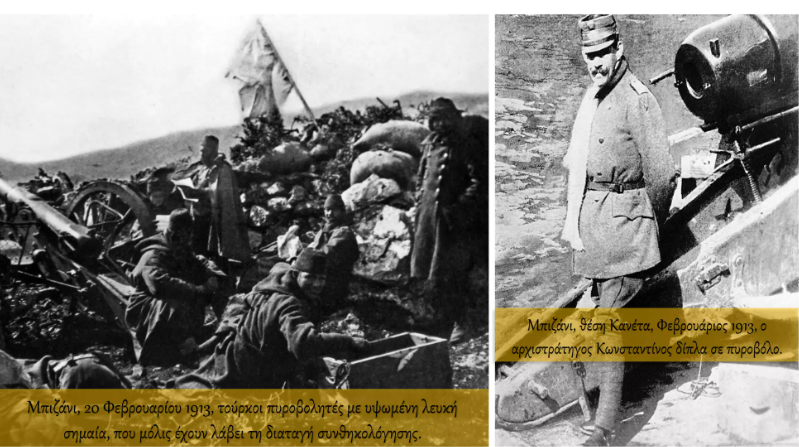 Μπιζάνι, 20 Φεβρουαρίου 1913, τούρκοι πυροβολητές με υψωμένη λευκή
σημαία, που μόλις έχουν λάβει τη διαταγή συνθηκολόγησης.
Μπιζάνι, θέση Κανέτα, Φεβρουάριος 1913, ο
αρχιστράτηγος Κωνσταντίνος δίπλα σε πυροβόλο.